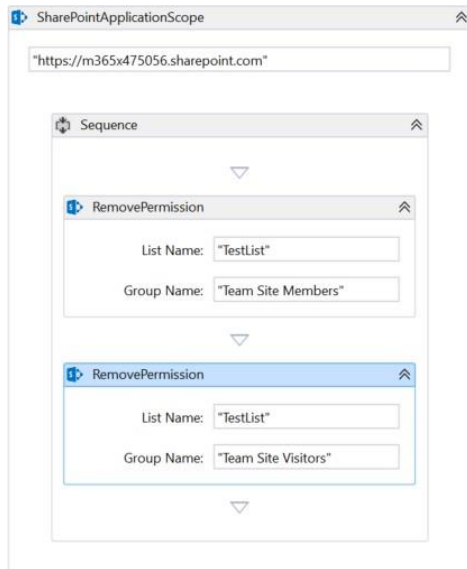 SharePointApplicationScope
"https://m365x475056.sharepoint.com"
Sequence
RemovePermission
List Name: "TestList"
Group Name: "Team Site Members"
RemovePermission
List Name: "TestList"
Group Name: "Team Site Visitors"